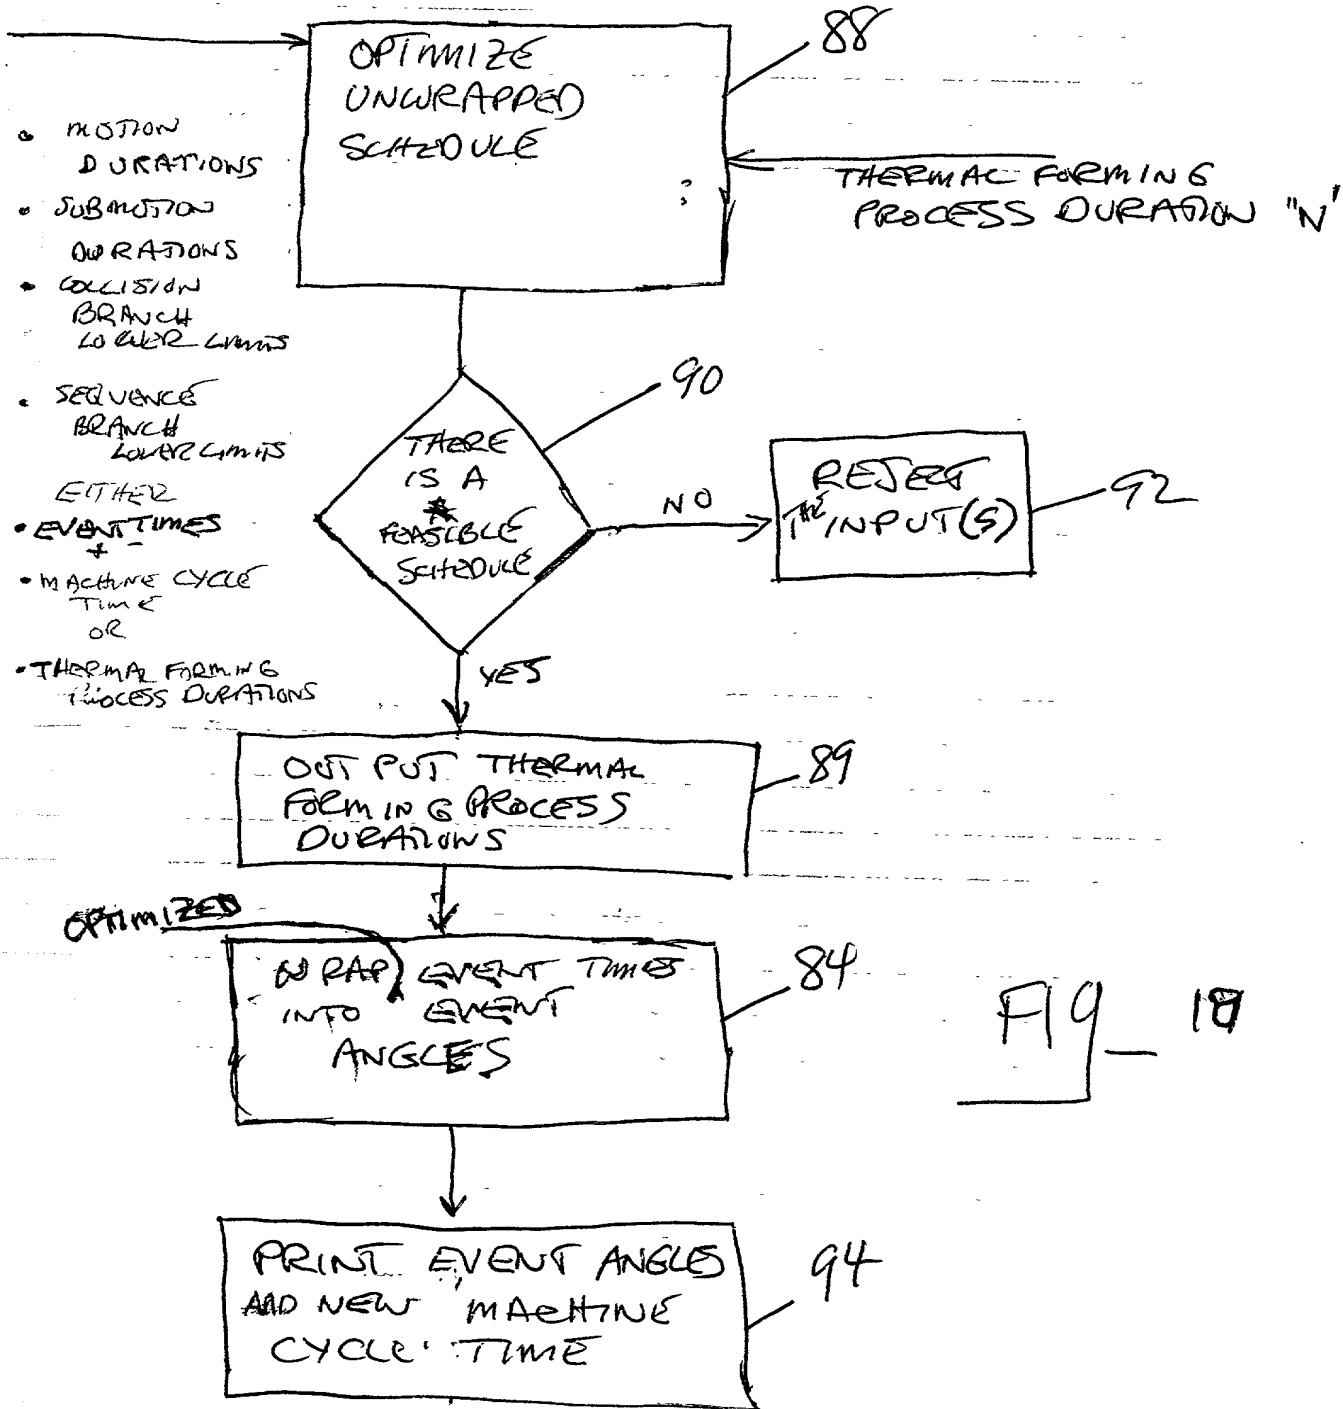 OPTIMIZE
UNWRAPPED
SCHEDULE
88
THERMAL FORMING
PROCESS DURATION "N"
• MOTION
DURATIONS
• SUBMOTION
DURATIONS
• COLLISION
BRANCH
LOWER LIMITS
• SEQUENCE
BRANCH
LOWER LIMITS
EITHER
• EVENT TIMES
+
• MACHINE CYCLE
TIME
OR
• THERMAL FORMING
PROCESS DURATIONS
90
THERE
IS A
FEASIBLE
SCHEDULE
NO
REJECT
THE INPUT(S)
92
YES
OUTPUT THERMAL
FORMING PROCESS
DURATIONS
89
OPTIMIZED
WRAP EVENT TIMES
INTO EVENT
ANGLES
84
FIG_
PRINT EVENT ANGLES
AND NEW MACHINE
CYCLE TIME
94